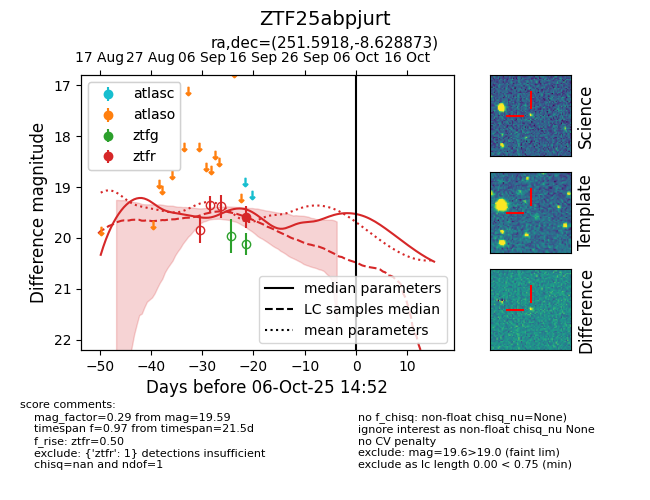 ZTF25abpjurt
ra,dec=(251.5918,-8.628873)
17 Aug 27 Aug 06 Sep 16 Sep 26 Sep 06 Oct 16 Oct
17
18
19
20
21
22
Difference magnitude
atlasc
atlaso
ztfg
ztfr
median parameters
LC samples median
mean parameters
−50 −40 −30 −20 −10 0 10
Days before 06-Oct-25 14:52
Science
Template
Difference
score comments:
mag_factor=0.29 from mag=19.59
timespan f=0.97 from timespan=21.5d
f_rise: ztfr=0.50
exclude: {'ztfr': 1} detections insufficient
chisq=nan and ndof=1
no f_chisq: non-float chisq_nu=None)
ignore interest as non-float chisq_nu None
no CV penalty
exclude: mag=19.6>19.0 (faint lim)
exclude as lc length 0.00 < 0.75 (min)